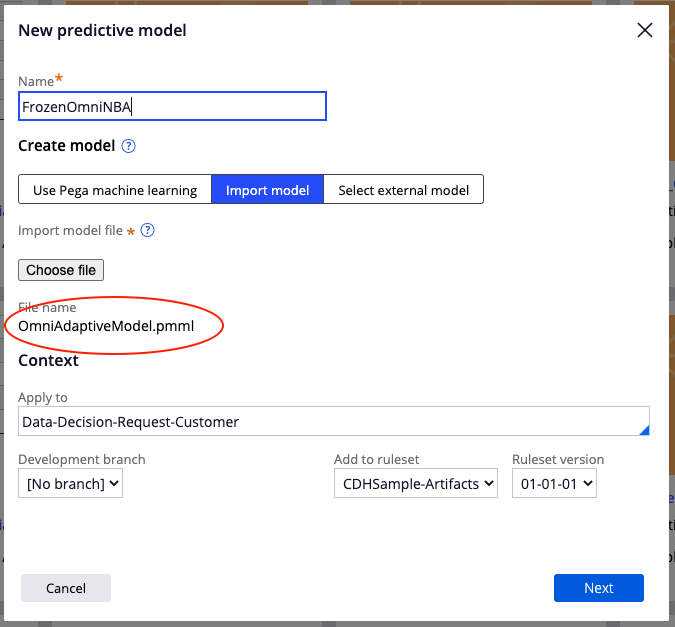 New predictive model
Name*
FrozenOmniNBA
Create model ?
Use Pega machine learning Import model Select external model
Import model file * ?
Choose file
File name
OmniAdaptiveModel.pmml
Context
Apply to
Data-Decision-Request-Customer
Development branch Add to ruleset Ruleset version
[No branch] CDHSample-Artifacts 01-01-01
Cancel Next